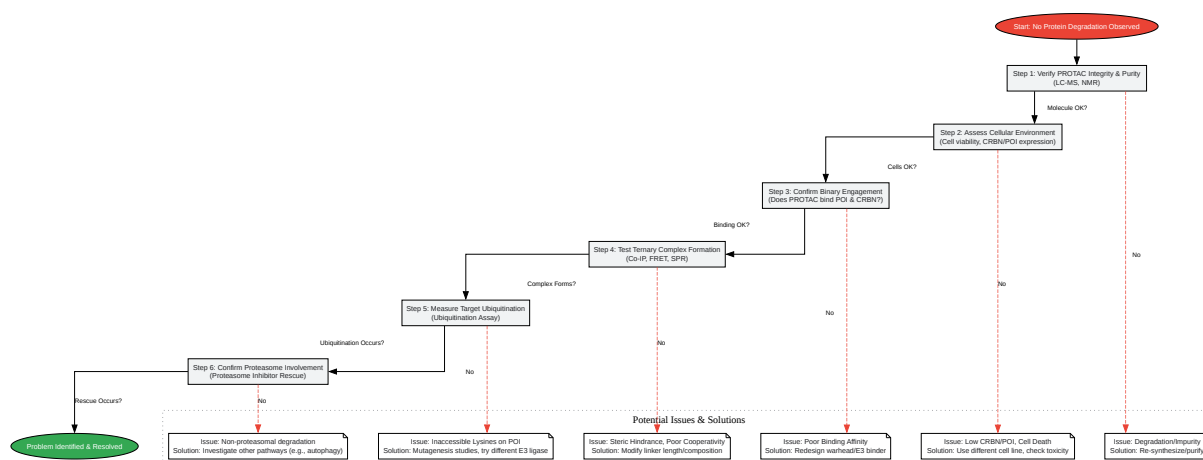 Start: No Protein Degradation Observed
Step 1: Verify PROTAC Integrity & Purity
(LC-MS, NMR)
Molecule OK?
Step 2: Assess Cellular Environment
(Cell viability, CRBN/POI expression)
Cells OK?
Step 3: Confirm Binary Engagement
(Does PROTAC bind POI & CRBN?)
Binding OK?
Step 4: Test Ternary Complex Formation
(Co-IP, FRET, SPR)
No
Complex Forms?
No
Step 5: Measure Target Ubiquitination
(Ubiquitination Assay)
No
Ubiquitination Occurs?
No
Step 6: Confirm Proteasome Involvement
(Proteasome Inhibitor Rescue)
No
Rescue Occurs?
No
Potential Issues & Solutions
Problem Identified & Resolved
Issue: Non-proteasomal degradation
Solution: Investigate other pathways (e.g., autophagy)
Issue: Inaccessible Lysines on POI
Solution: Mutagenesis studies, try different E3 ligase
Issue: Steric Hindrance, Poor Cooperativity
Solution: Modify linker length/composition
Issue: Poor Binding Affinity
Solution: Redesign warhead/E3 binder
Issue: Low CRBN/POI, Cell Death
Solution: Use different cell line, check toxicity
Issue: Degradation/Impurity
Solution: Re-synthesize/purify